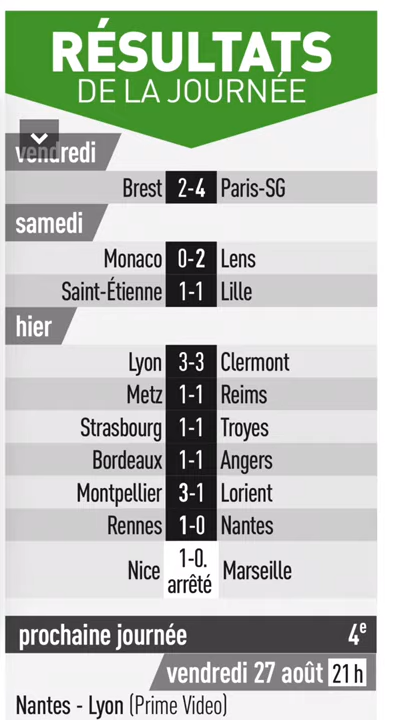 RÉSULTATS
DE LA JOURNÉE
vendredi
Brest 2-4 Paris-SG
samedi
Monaco 0-2 Lens
Saint-Étienne 1-1 Lille
hier
Lyon 3-3 Clermont
Metz 1-1 Reims
Strasbourg 1-1 Troyes
Bordeaux 1-1 Angers
Montpellier 3-1 Lorient
Rennes 1-0 Nantes
Nice 1-0. arrêté Marseille
prochaine journée 4e
vendredi 27 août 21 h
Nantes - Lyon (Prime Video)